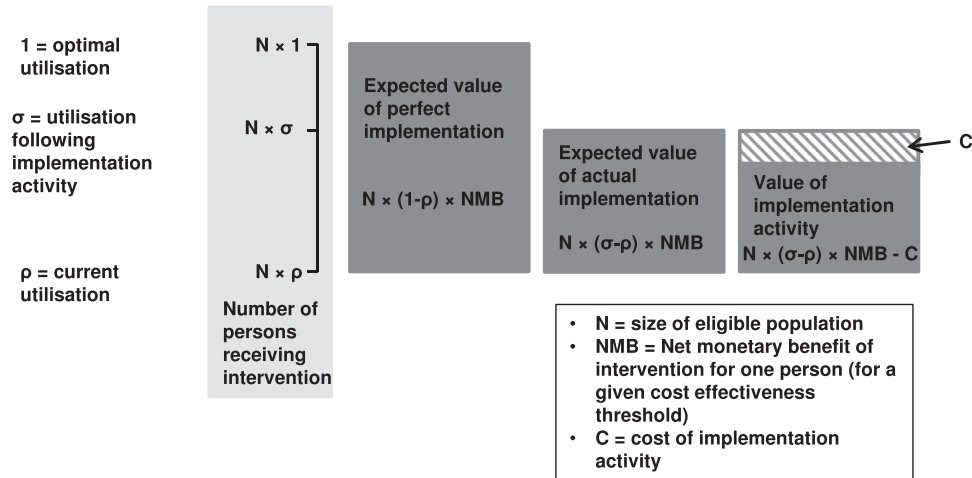 1 = optimal
utilisation
σ = utilisation
following
implementation
activity
ρ = current
utilisation
N × 1
N × σ
N × ρ
Number of
persons
receiving
intervention
Expected value
of perfect
implementation
N × (1-ρ) × NMB
Expected value
of actual
implementation
N × (σ-ρ) × NMB
C
Value of
implementation
activity
N × (σ-ρ) × NMB - C
• N = size of eligible population
• NMB = Net monetary benefit of
intervention for one person (for a
given cost effectiveness
threshold)
• C = cost of implementation
activity